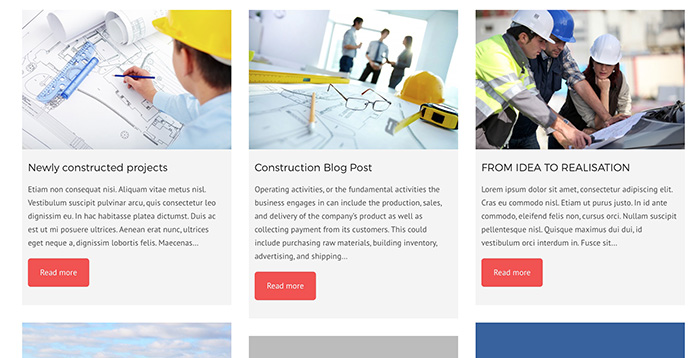 Newly constructed projects
Etiam non consequat nisi. Aliquam vitae metus nisl.
Vestibulum suscipit pulvinar arcu, quis consectetur leo
dignissim eu. In hac habitasse platea dictumst. Duis ac
est ut mi posuere ultrices. Aenean erat nunc, ultrices
eget neque a, dignissim lobortis felis. Maecenas...
Read more
Construction Blog Post
Operating activities, or the fundamental activities the
business engages in can include the production, sales,
and delivery of the company's product as well as
collecting payment from its customers. This could
include purchasing raw materials, building inventory,
advertising, and shipping...
Read more
FROM IDEA TO REALISATION
Lorem ipsum dolor sit amet, consectetur adipiscing elit.
Cras eu commodo nisl. Etiam ut purus justo. In id ante
commodo, eleifend felis non, cursus orci. Nullam suscipit
pellentesque nisl. Quisque maximus dui dui, id
vestibulum orci interdum in. Fusce sit...
Read more